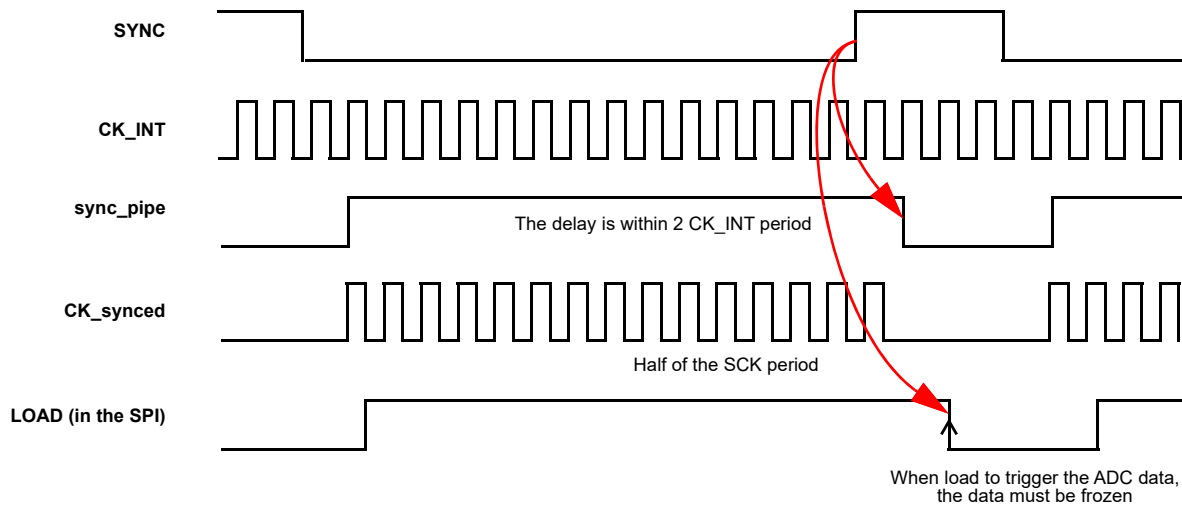 SYNC
CK_INT
sync_pipe
The delay is within 2 CK_INT period
CK_synced
Half of the SCK period
LOAD (in the SPI)
When load to trigger the ADC data,
the data must be frozen